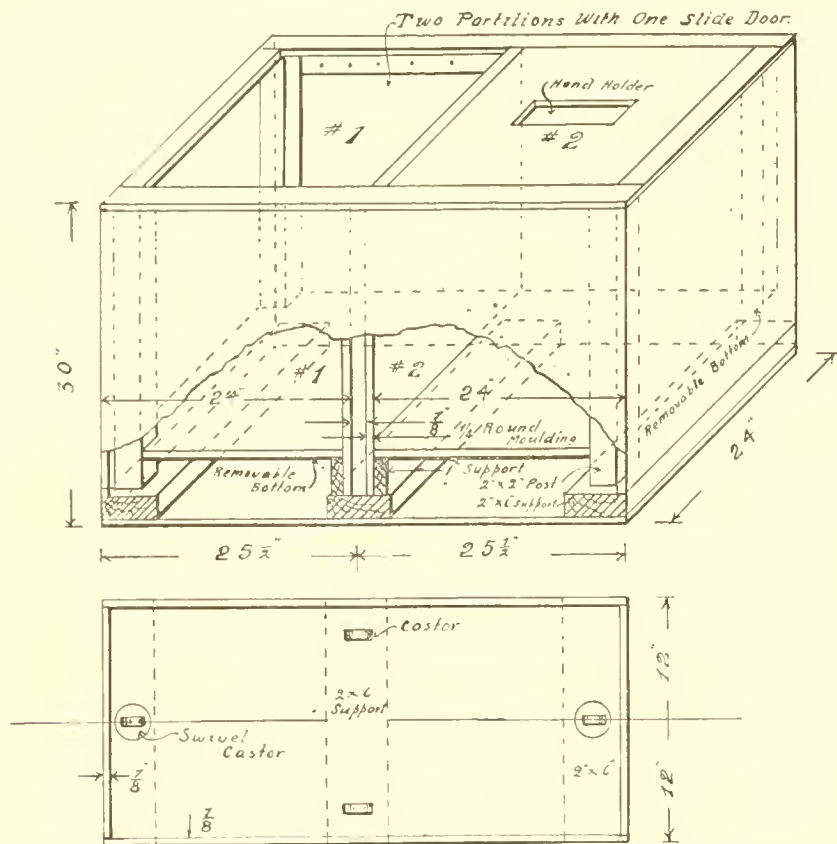 Two Partitions With One Slide Door.
Hand Holder
#1
#2
30"
#1
#2
24"
24"
7/8"
1/4 Round
Moulding
Removable
Bottom
1" Support
2"x2" Post
2"x6" Support
Removable Bottom
24"
25 1/2"
25 1/2"
Castor
12"
2x6
Support
Swivel
Castor
2"x6"
7/8"
7/8
12"